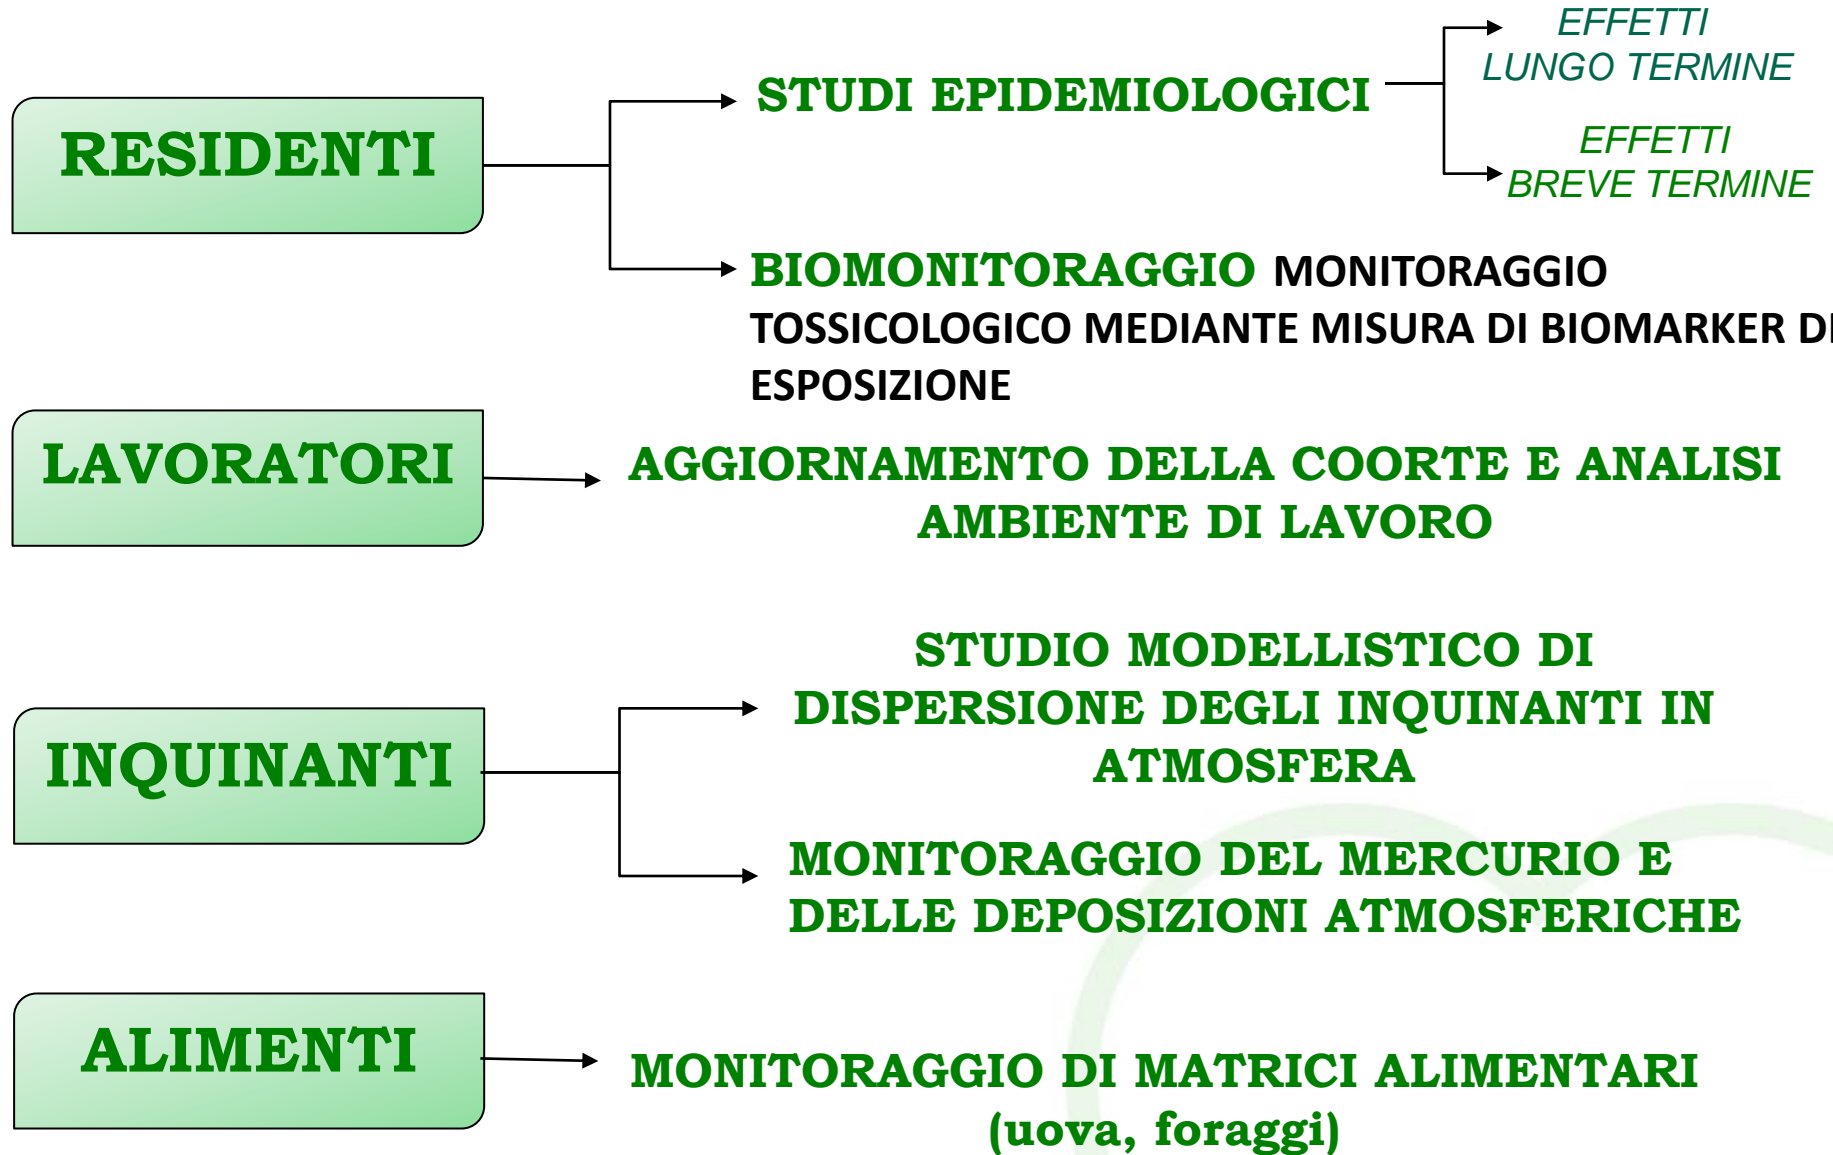 RESIDENTI
STUDI EPIDEMIOLOGICI
EFFETTI
LUNGO TERMINE
EFFETTI
BREVE TERMINE
BIOMONITORAGGIO MONITORAGGIO
TOSSICOLOGICO MEDIANTE MISURA DI BIOMARKER DI
ESPOSIZIONE
LAVORATORI
AGGIORNAMENTO DELLA COORTE E ANALISI
AMBIENTE DI LAVORO
INQUINANTI
STUDIO MODELLISTICO DI
DISPERSIONE DEGLI INQUINANTI IN
ATMOSFERA
MONITORAGGIO DEL MERCURIO E
DELLE DEPOSIZIONI ATMOSFERICHE
ALIMENTI
MONITORAGGIO DI MATRICI ALIMENTARI
(uova, foraggi)